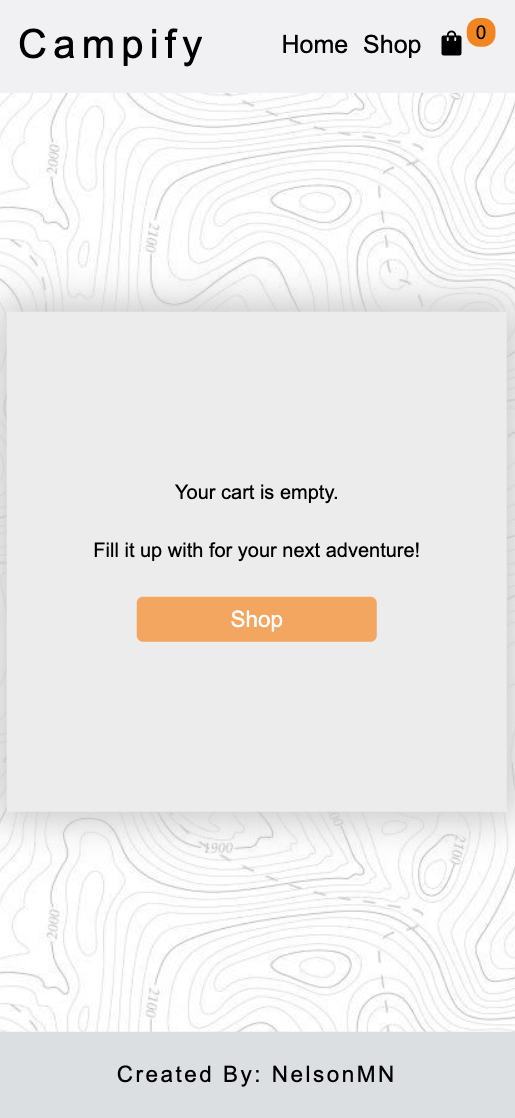 Campify Home Shop 0
2000
2100
Your cart is empty.
Fill it up with for your next adventure!
Shop
1900
2100
2000
2100
Created By: NelsonMN